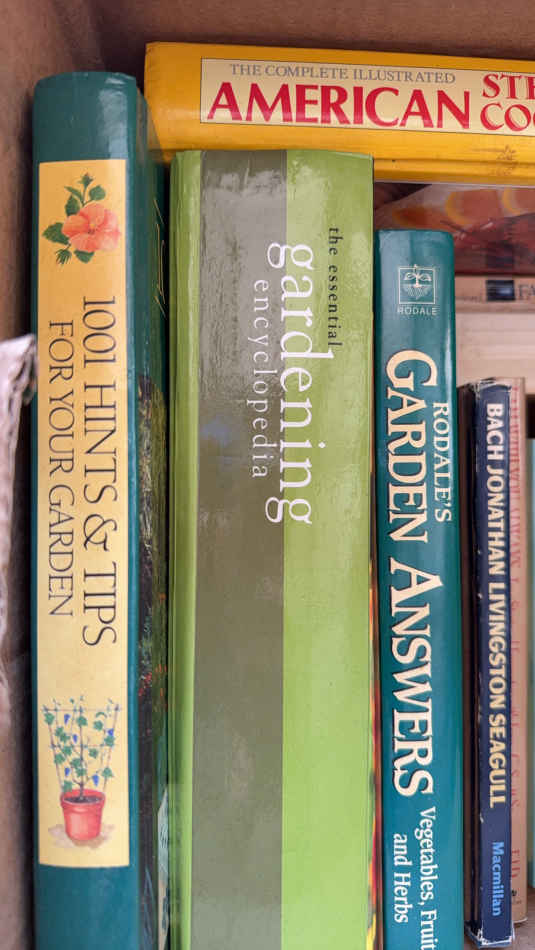 THE COMPLETE ILLUSTRATED
AMERICAN
1001 HINTS & TIPS
FOR YOUR GARDEN
the essential
gardening
encyclopedia
RODALE
RODALE'S
GARDEN ANSWERS
Vegetables, Fruit
and Herbs
BACH JONATHAN LIVINGSTON SEAGULL
Macmillan